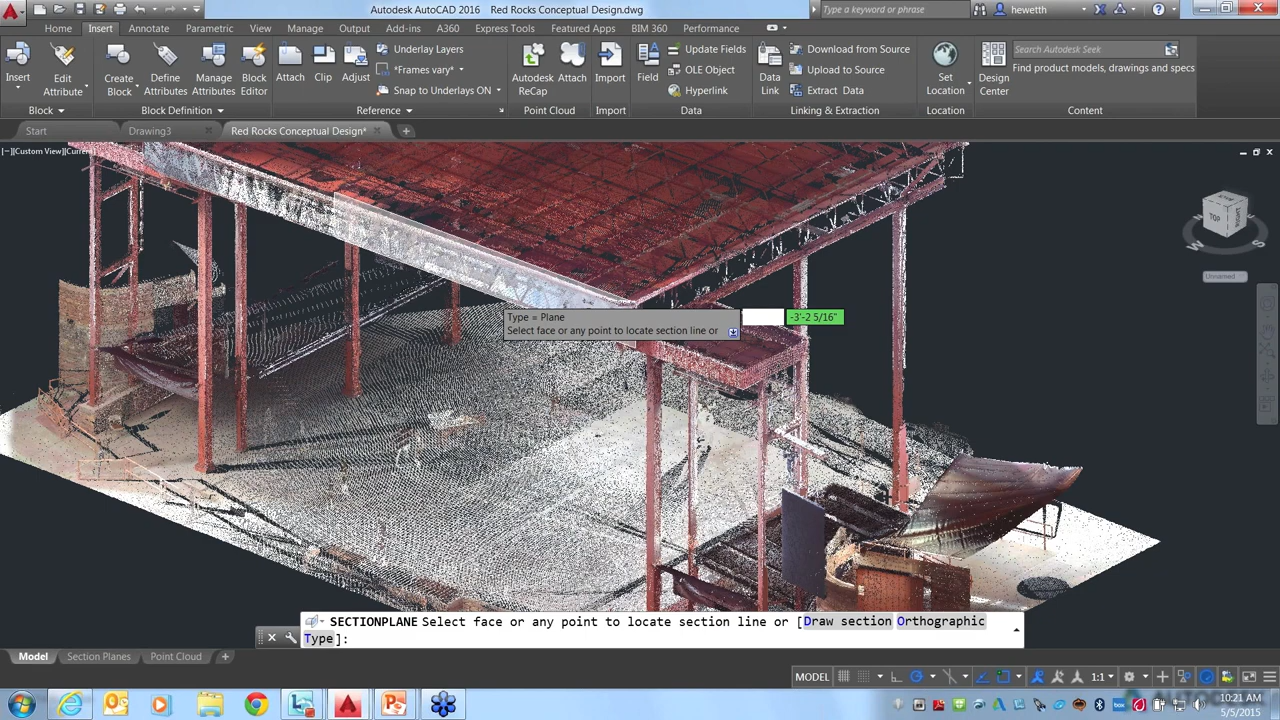 Autodesk AutoCAD 2016 Red Rocks Conceptual Design.dwg
Type a keyword or phrase
hewetth
Home Insert Annotate Parametric View Manage Output Add-ins A360 Express Tools Featured Apps BIM 360 Performance
Insert
Edit
Attribute
Create
Block
Define
Attributes
Manage
Attributes
Block
Editor
Attach
Clip
Adjust
Underlay Layers
*Frames vary*
Snap to Underlays ON
Autodesk
ReCap
Attach
Import
Field
Update Fields
OLE Object
Hyperlink
Data
Link
Download from Source
Upload to Source
Extract Data
Set
Location
Design
Center
Search Autodesk Seek
Find product models, drawings and specs
Block Block Definition Reference Point Cloud Import Data Linking & Extraction Location Content
Start Drawing3 Red Rocks Conceptual Design*
[−][Custom View][Curren
TOP
RIGHT
W S
Unnamed
Type = Plane
Select face or any point to locate section line or
-3'-2 5/16"
SECTIONPLANE Select face or any point to locate section line or [Draw section Orthographic
Type]:
Model Section Planes Point Cloud
MODEL 1:1
10:21 AM
5/5/2015